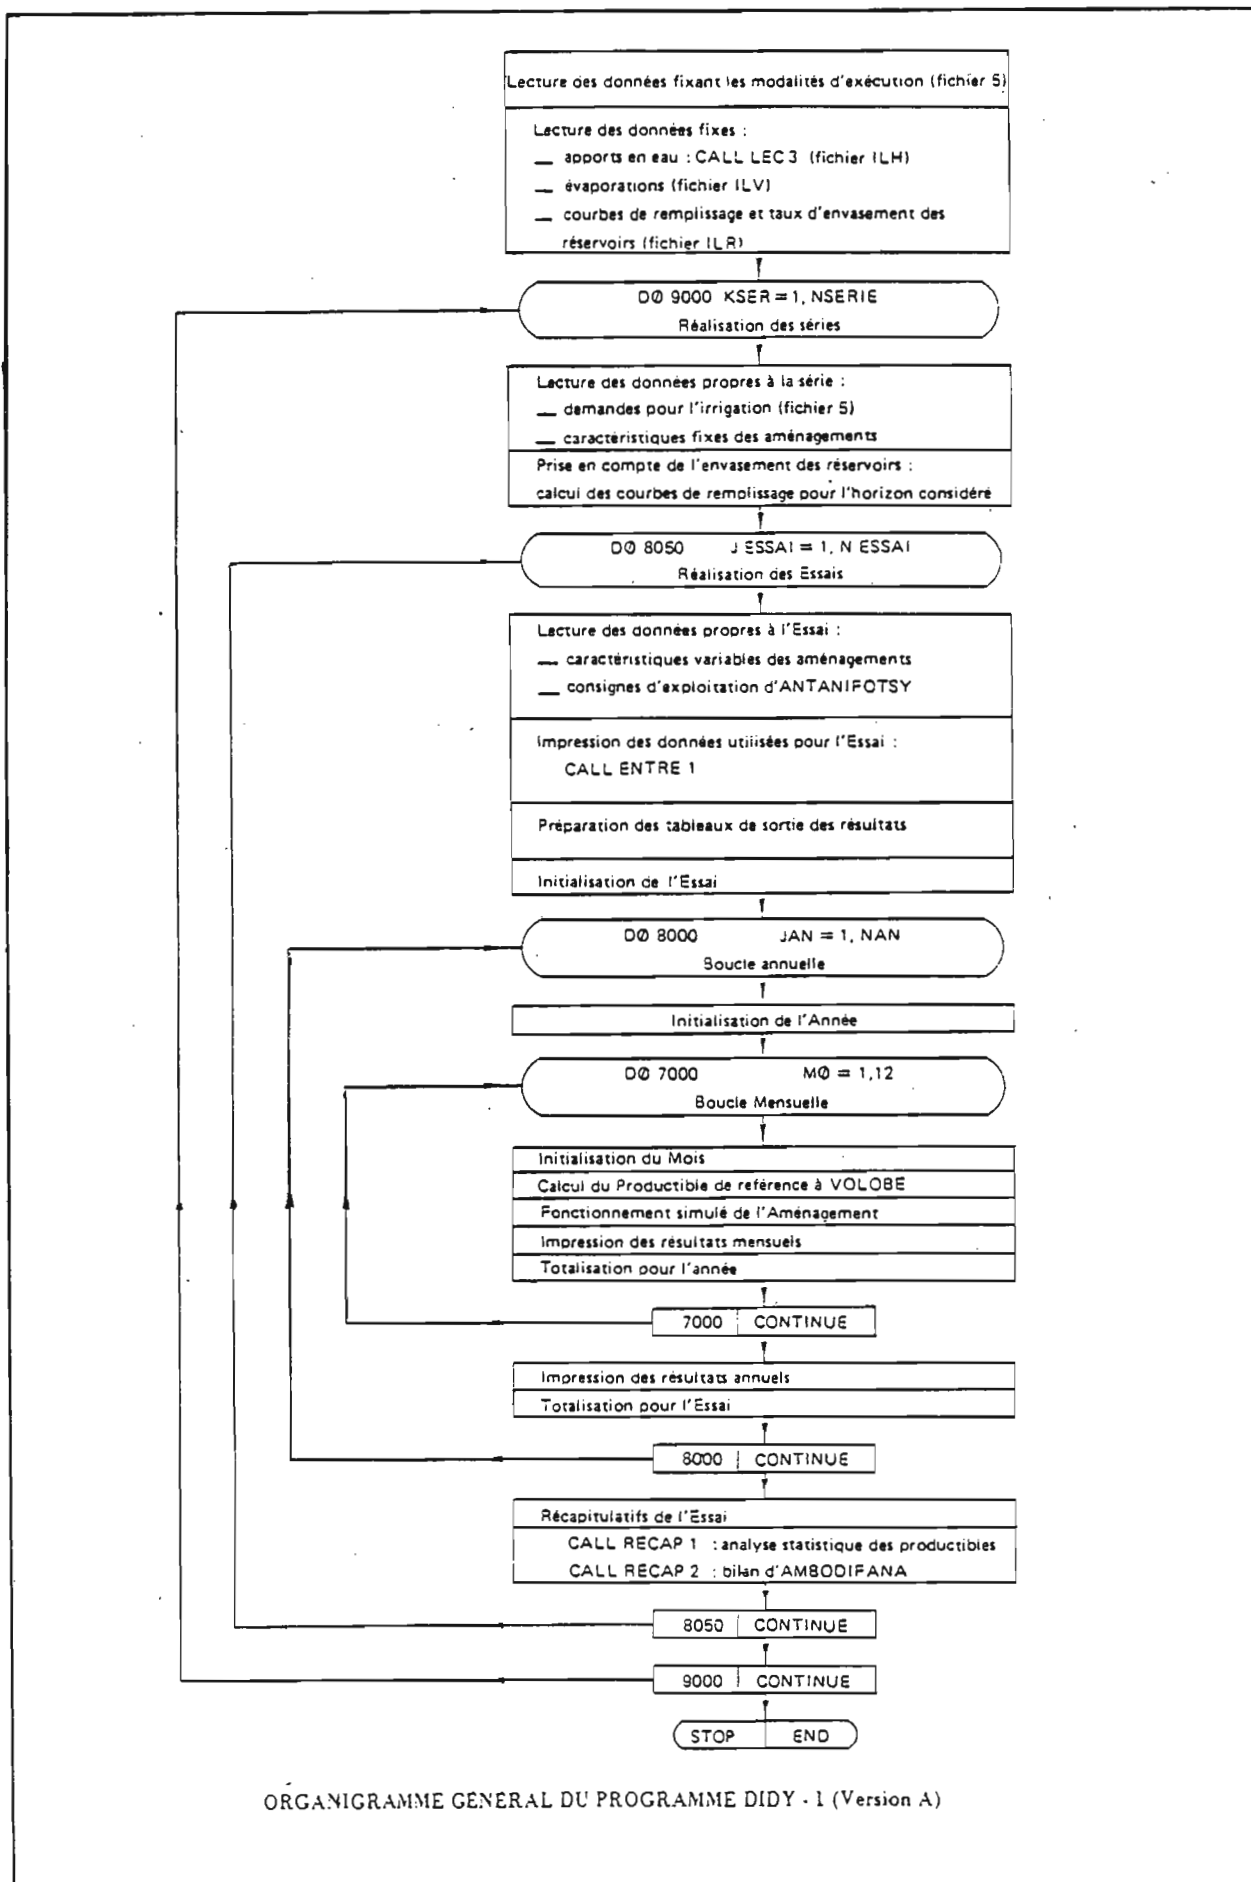 Lecture des données fixant les modalités d'exécution (fichier 5)
Lecture des données fixes :
— apports en eau : CALL LEC 3 (fichier ILH)
— évaporations (fichier ILV)
— courbes de remplissage et taux d'envasement des
réservoirs (fichier ILR)
DØ 9000 KSER = 1, NSERIE
Réalisation des séries
Lecture des données propres à la série :
— demandes pour l'irrigation (fichier 5)
— caractéristiques fixes des aménagements
Prise en compte de l'envasement des réservoirs :
calcul des courbes de remplissage pour l'horizon considéré
DØ 8050 J ESSAI = 1, N ESSAI
Réalisation des Essais
Lecture des données propres à l'Essai :
— caractéristiques variables des aménagements
— consignes d'exploitation d'ANTANIFOTSY
Impression des données utilisées pour l'Essai :
CALL ENTRE 1
Préparation des tableaux de sortie des résultats
Initialisation de l'Essai
DØ 8000 JAN = 1, NAN
Boucle annuelle
Initialisation de l'Année
DØ 7000 MØ = 1,12
Boucle Mensuelle
Initialisation du Mois
Calcul du Productible de reférence à VOLOBE
Fonctionnement simulé de l'Aménagement
Impression des résultats mensuels
Totalisation pour l'année
7000 CONTINUE
Impression des résultats annuels
Totalisation pour l'Essai
8000 CONTINUE
Récapitulatifs de l'Essai
CALL RECAP 1 : analyse statistique des productibles
CALL RECAP 2 : bilan d'AMBODIFANA
8050 CONTINUE
9000 CONTINUE
STOP END
ORGANIGRAMME GÉNÉRAL DU PROGRAMME DIDY - 1 (Version A)